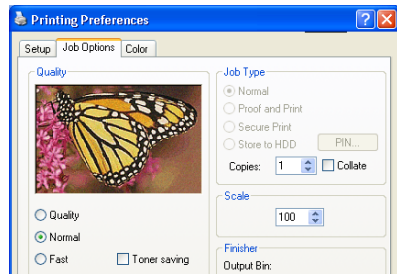 Printing Preferences
Setup Job Options Color
Quality
Quality
Normal
Fast
Toner saving
Job Type
Normal
Proof and Print
Secure Print
Store to HDD PIN...
Copies: 1 Collate
Scale
100
Finisher
Output Bin: